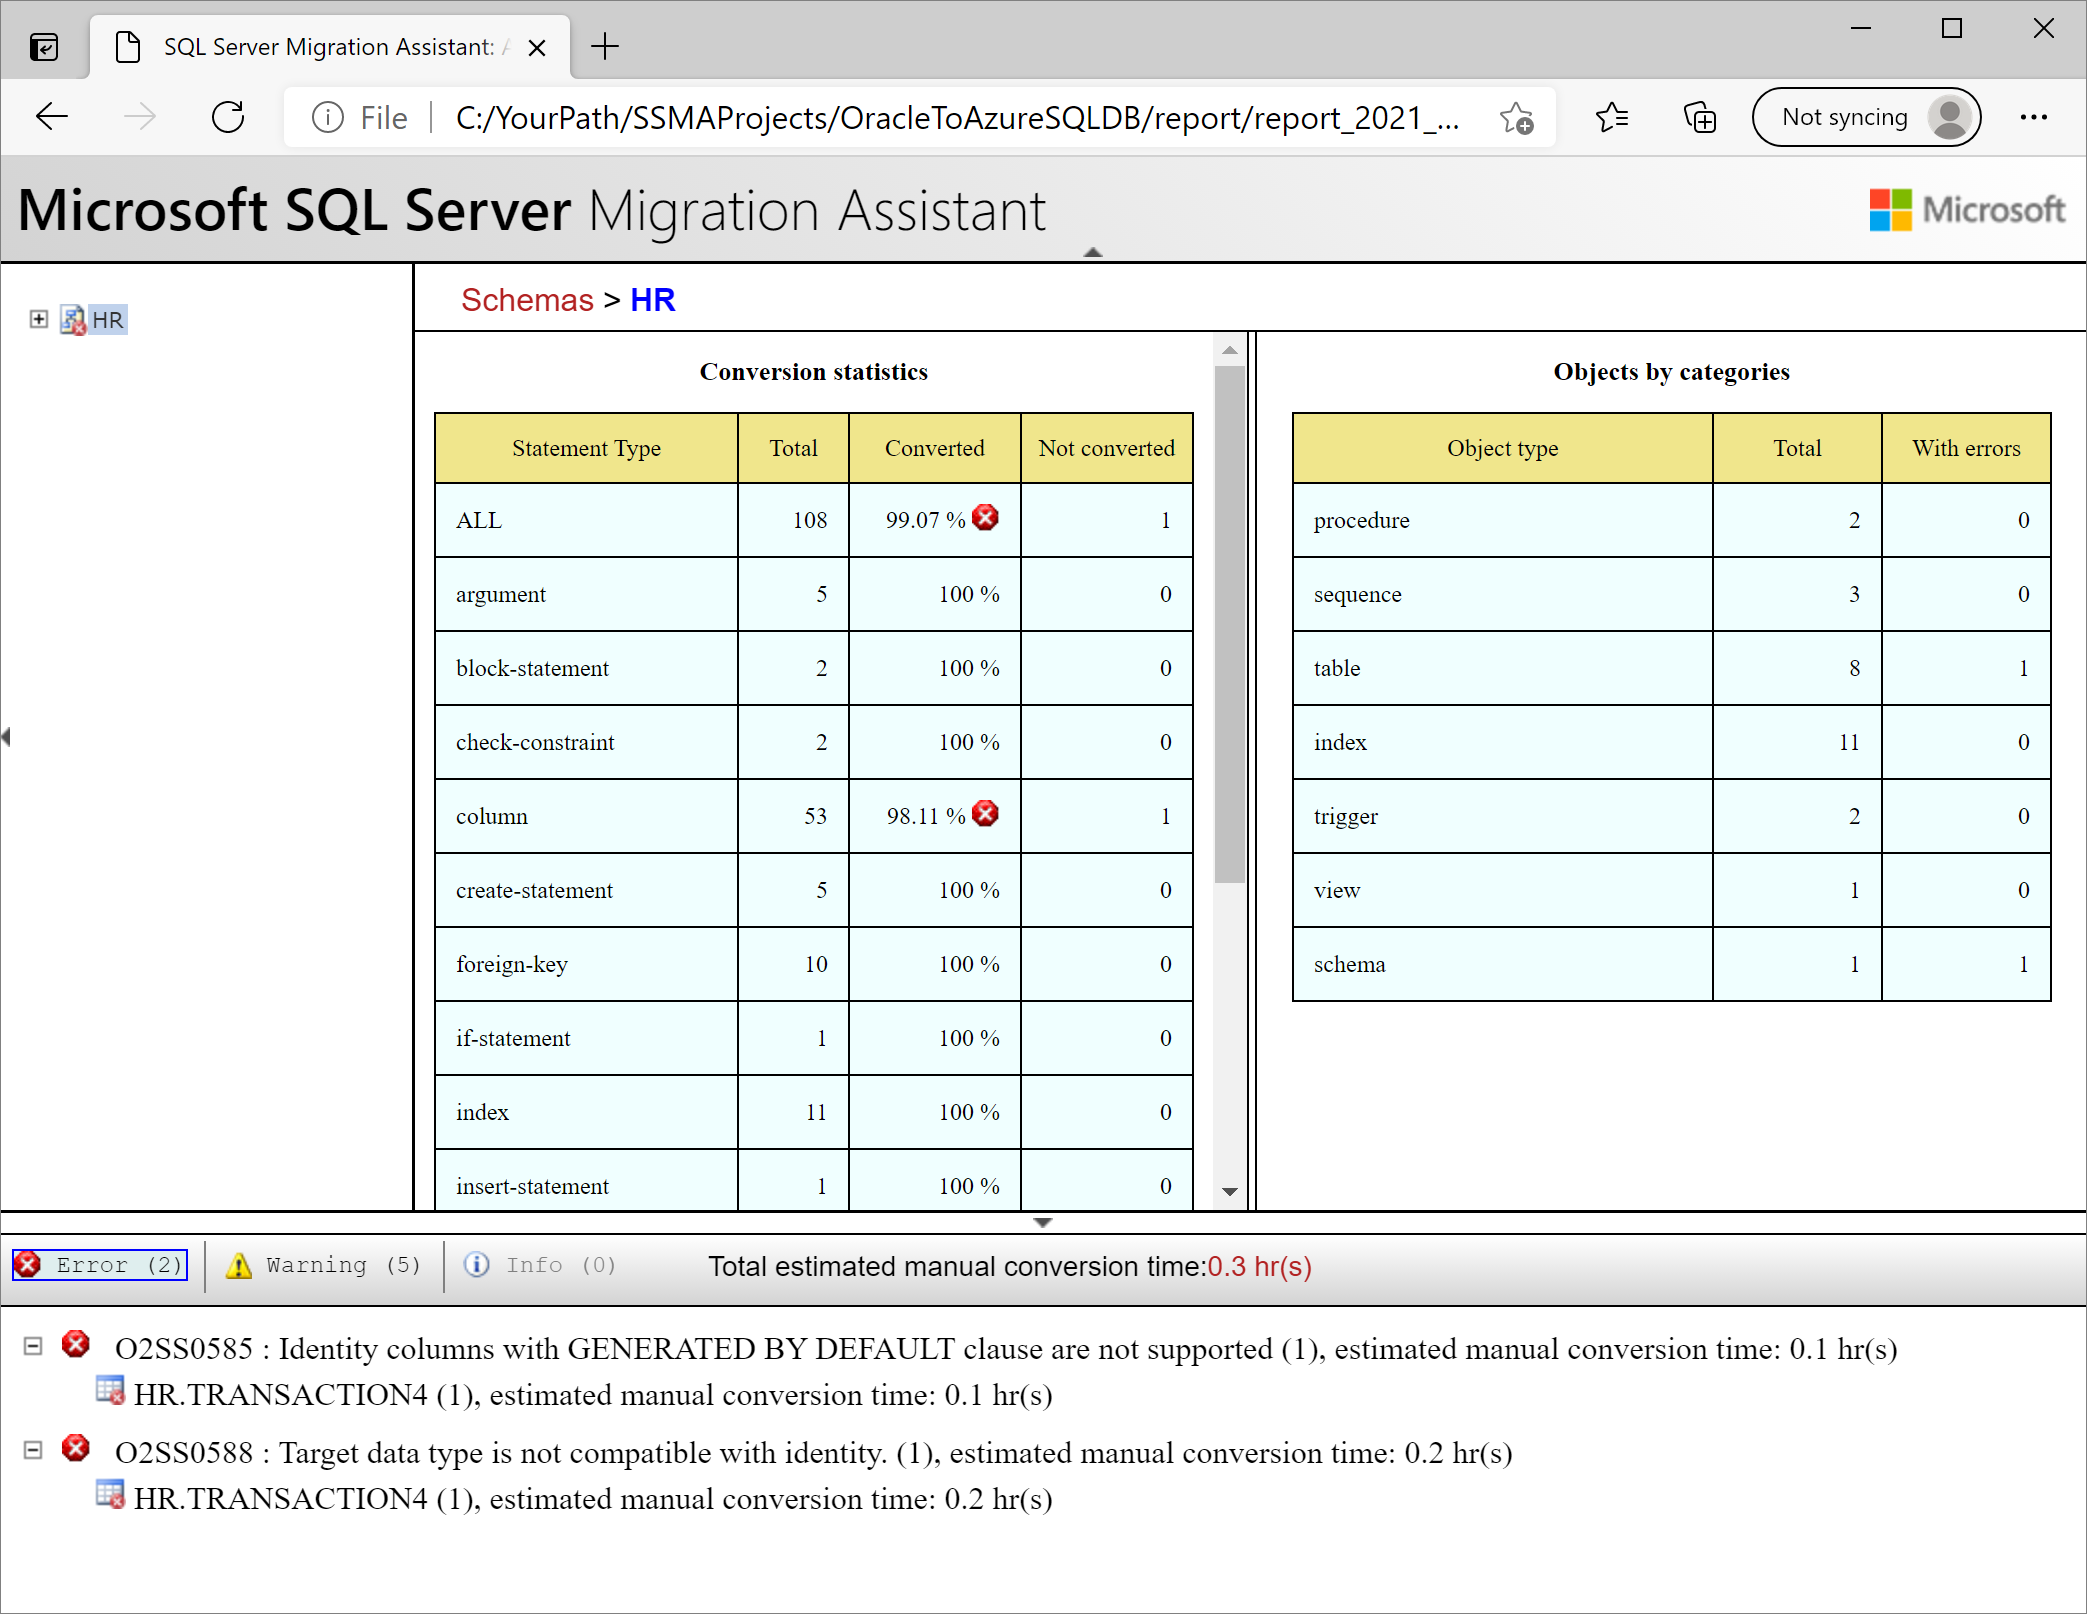 SQL Server Migration Assistant: A
File
C:/YourPath/SSMAProjects/OracleToAzureSQLDB/report/report_2021_...
Not syncing
Microsoft SQL Server Migration Assistant
Microsoft
HR
Schemas > HR
Conversion statistics
Statement Type Total Converted Not converted
ALL 108 99.07 % 1
argument 5 100 % 0
block-statement 2 100 % 0
check-constraint 2 100 % 0
column 53 98.11 % 1
create-statement 5 100 % 0
foreign-key 10 100 % 0
if-statement 1 100 % 0
index 11 100 % 0
insert-statement 1 100 % 0
Objects by categories
Object type Total With errors
procedure 2 0
sequence 3 0
table 8 1
index 11 0
trigger 2 0
view 1 0
schema 1 1
Error (2) Warning (5) Info (0) Total estimated manual conversion time:0.3 hr(s)
O2SS0585 : Identity columns with GENERATED BY DEFAULT clause are not supported (1), estimated manual conversion time: 0.1 hr(s)
HR.TRANSACTION4 (1), estimated manual conversion time: 0.1 hr(s)
O2SS0588 : Target data type is not compatible with identity. (1), estimated manual conversion time: 0.2 hr(s)
HR.TRANSACTION4 (1), estimated manual conversion time: 0.2 hr(s)